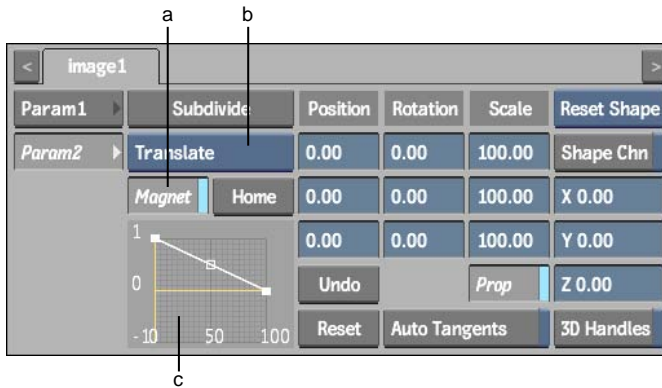 a b
< image1 >
Param1 Subdivide Position Rotation Scale Reset Shape
Param2 Translate 0.00 0.00 100.00 Shape Chn
Magnet Home 0.00 0.00 100.00 X 0.00
1 0.00 0.00 100.00 Y 0.00
0 Undo Prop Z 0.00
-10 50 100 Reset Auto Tangents 3D Handles
c